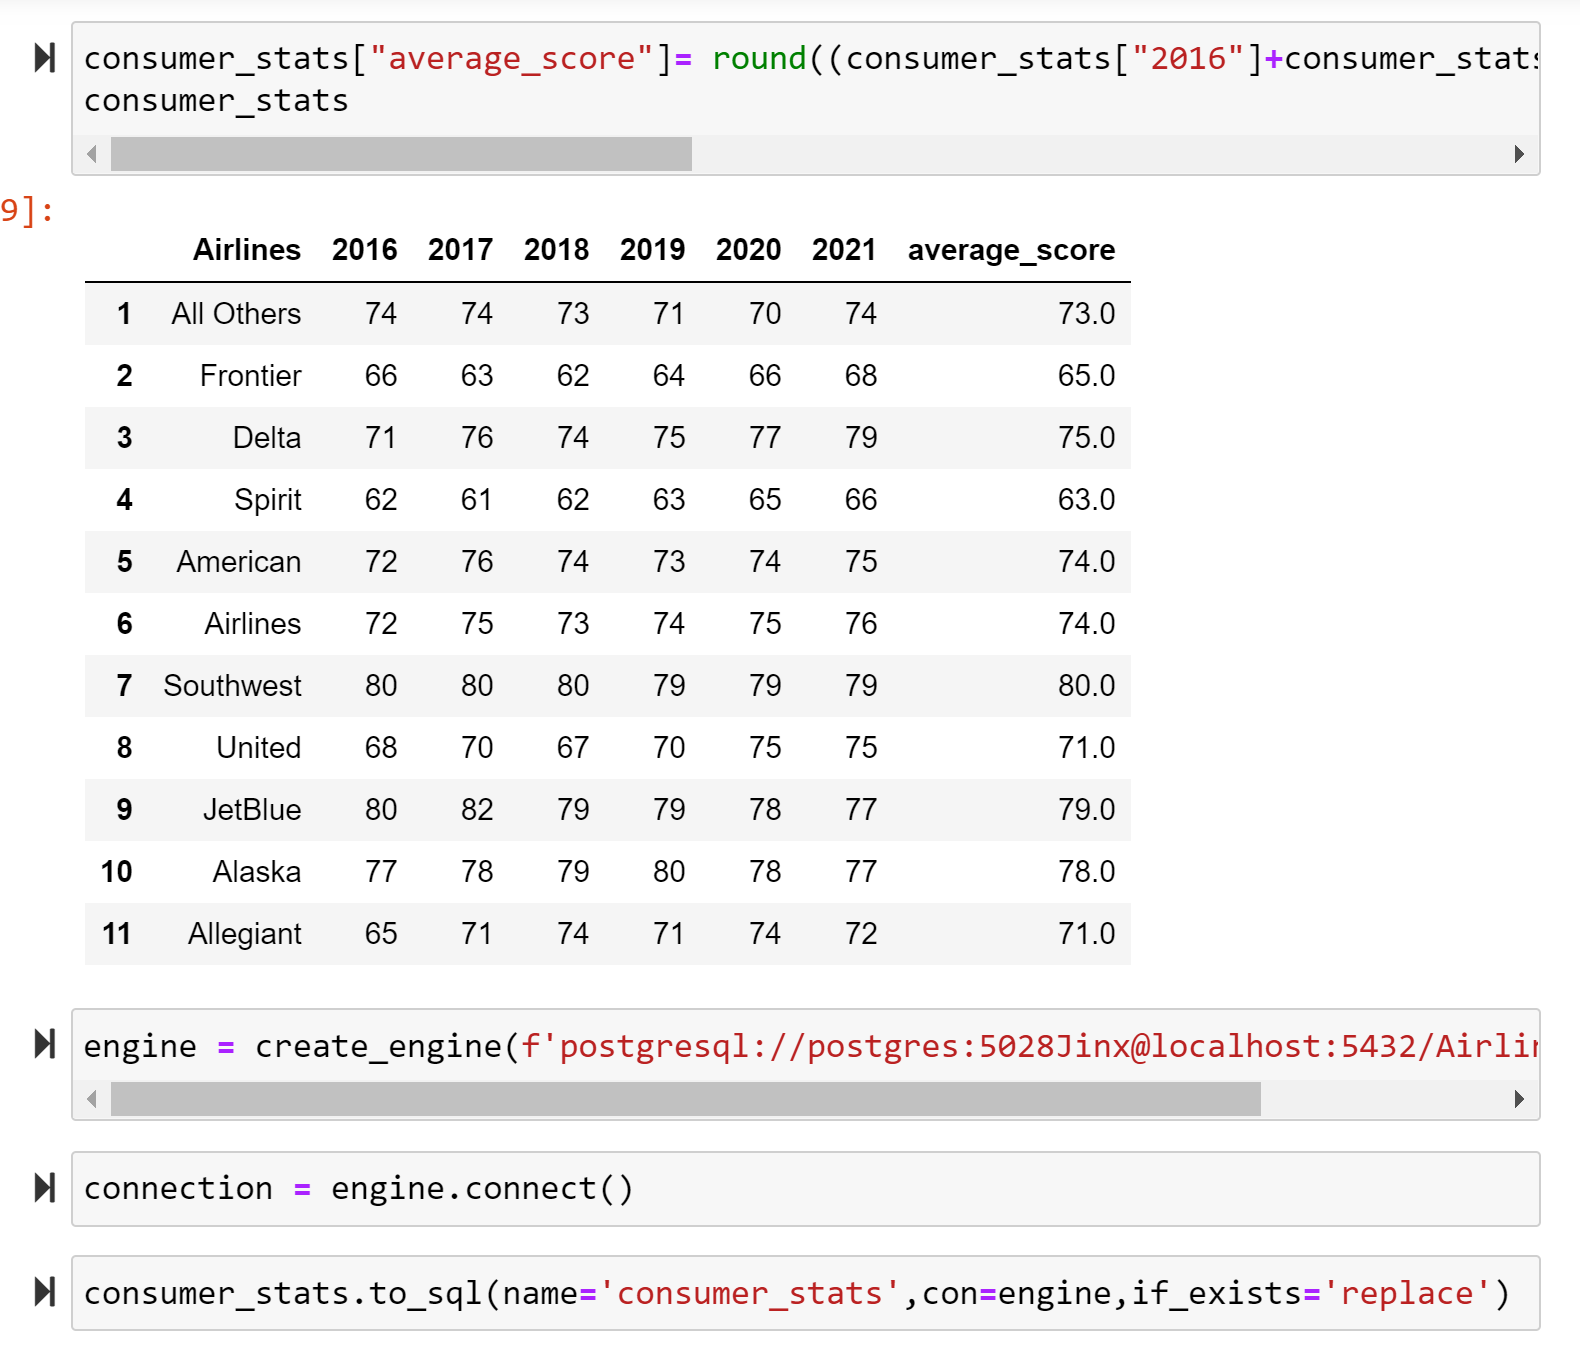 consumer_stats["average_score"]= round((consumer_stats["2016"]+consumer_stats
consumer_stats
9]:
Airlines 2016 2017 2018 2019 2020 2021 average_score
1 All Others 74 74 73 71 70 74 73.0
2 Frontier 66 63 62 64 66 68 65.0
3 Delta 71 76 74 75 77 79 75.0
4 Spirit 62 61 62 63 65 66 63.0
5 American 72 76 74 73 74 75 74.0
6 Airlines 72 75 73 74 75 76 74.0
7 Southwest 80 80 80 79 79 79 80.0
8 United 68 70 67 70 75 75 71.0
9 JetBlue 80 82 79 79 78 77 79.0
10 Alaska 77 78 79 80 78 77 78.0
11 Allegiant 65 71 74 71 74 72 71.0
engine = create_engine(f'postgresql://postgres:5028Jinx@localhost:5432/Airlin
connection = engine.connect()
consumer_stats.to_sql(name='consumer_stats',con=engine,if_exists='replace')